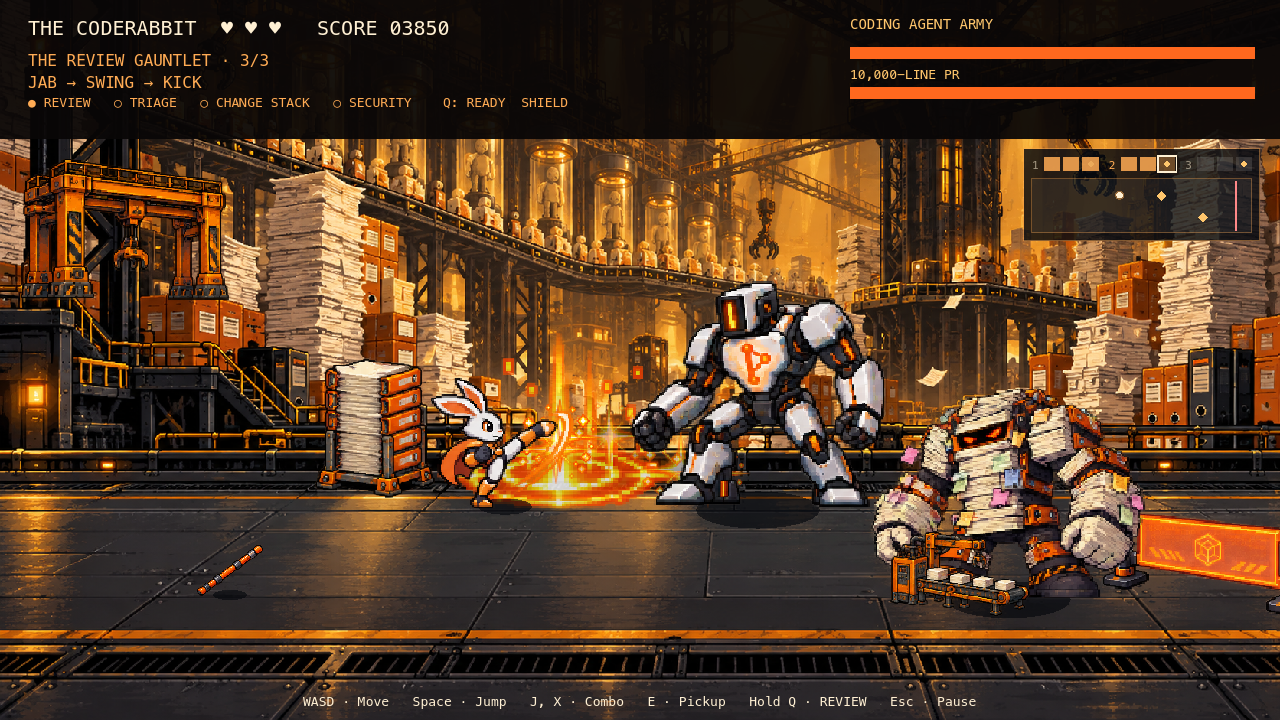 THE CODERABBIT ♥ ♥ ♥ SCORE 03850
THE REVIEW GAUNTLET · 3/3
JAB → SWING → KICK
● REVIEW ○ TRIAGE ○ CHANGE STACK ○ SECURITY Q: READY SHIELD
CODING AGENT ARMY
10,000-LINE PR
1 2 3
WASD · Move Space · Jump J, X · Combo E · Pickup Hold Q · REVIEW Esc · Pause